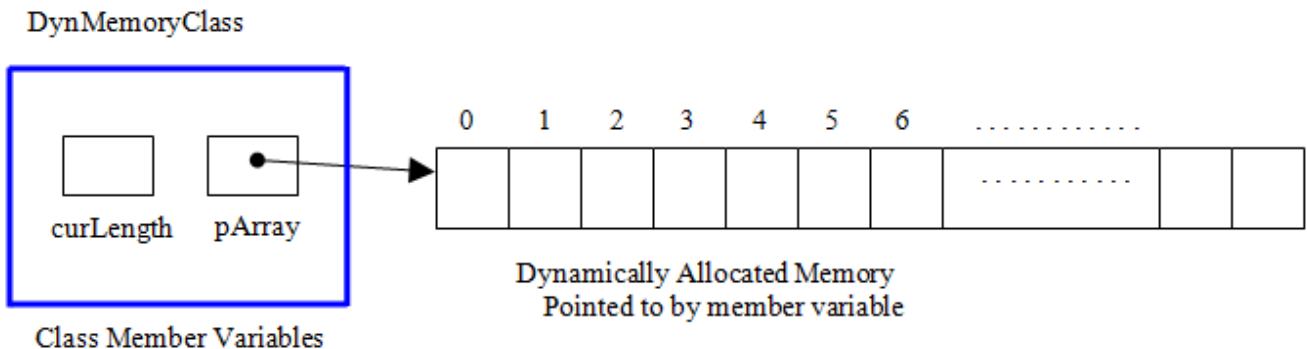 DynMemoryClass
0 1 2 3 4 5 6 . . . . . . . . . . . .
. . . . . . . . . . .
curLength pArray
Dynamically Allocated Memory
Pointed to by member variable
Class Member Variables